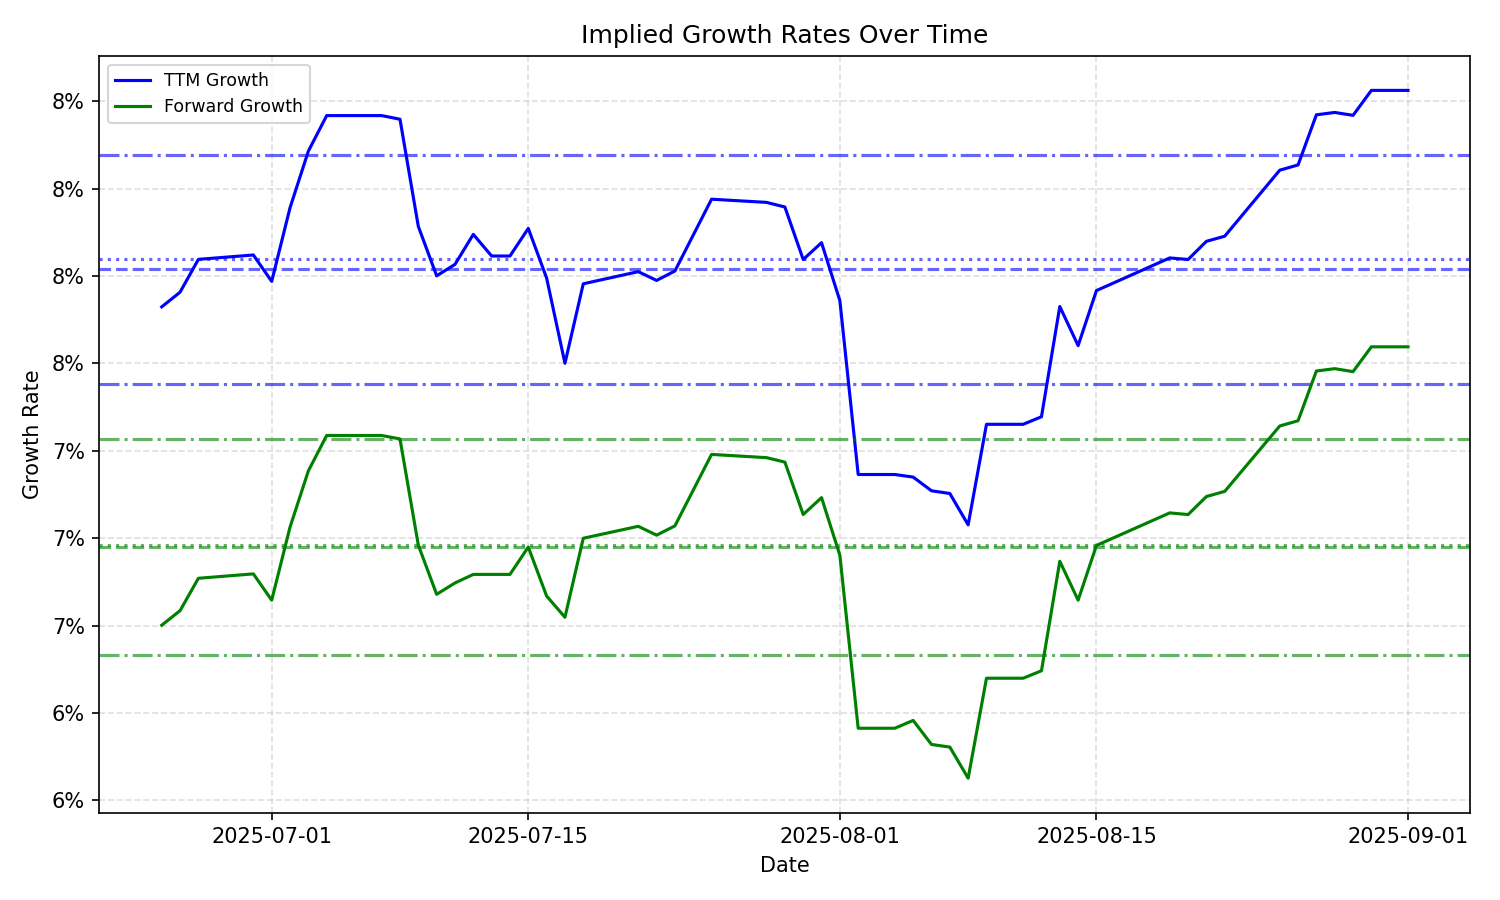 Implied Growth Rates Over Time
TTM Growth
Forward Growth
8%
8%
8%
8%
7%
7%
7%
6%
6%
Growth Rate
2025-07-01
2025-07-15
2025-08-01
2025-08-15
2025-09-01
Date